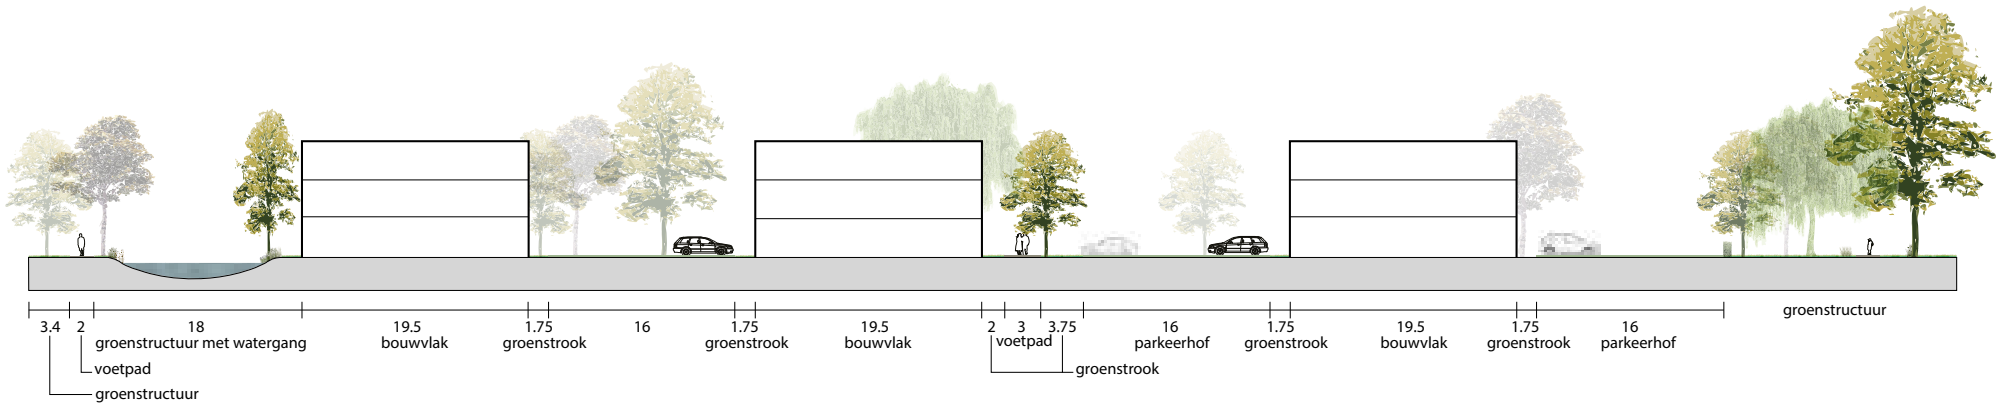 groenstructuur
3.4 2 18 19.5 1.75 16 1.75 19.5 2 3 3.75 16 1.75 19.5 1.75 16
groenstructuur met watergang bouwvlak groenstrook groenstrook bouwvlak voetpad parkeerhof groenstrook bouwvlak groenstrook parkeerhof
voetpad groenstrook
groenstructuur